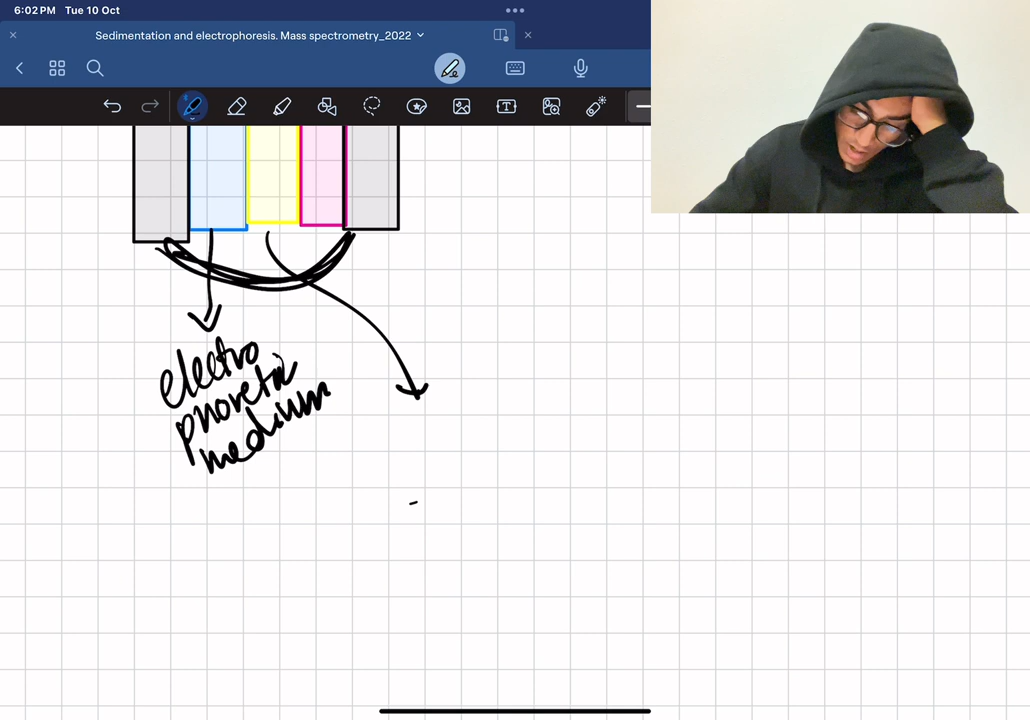 6:02 PM Tue 10 Oct
Sedimentation and electrophoresis. Mass spectrometry_2022
electro
phoretic
medium